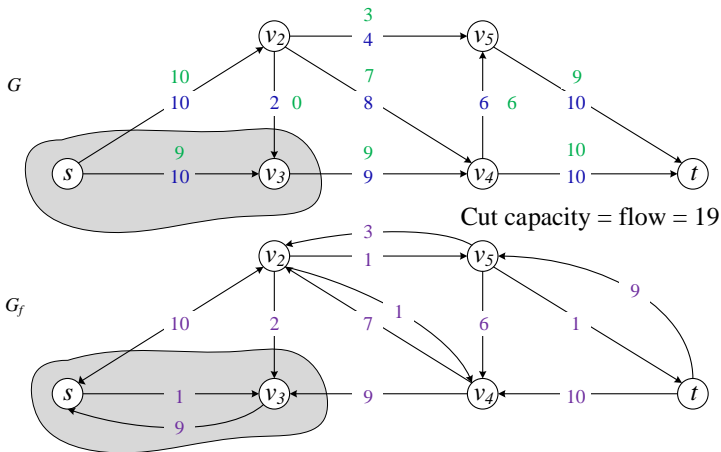 3
v2 4 v5
G 10 7 9
10 2 0 8 6 6 10
9 9 10
s 10 v3 9 v4 10 t
Cut capacity = flow = 19
3
v2 1 v5
9
Gf 10 2 7 1 6 1
s 1 v3 9 v4 10 t
9